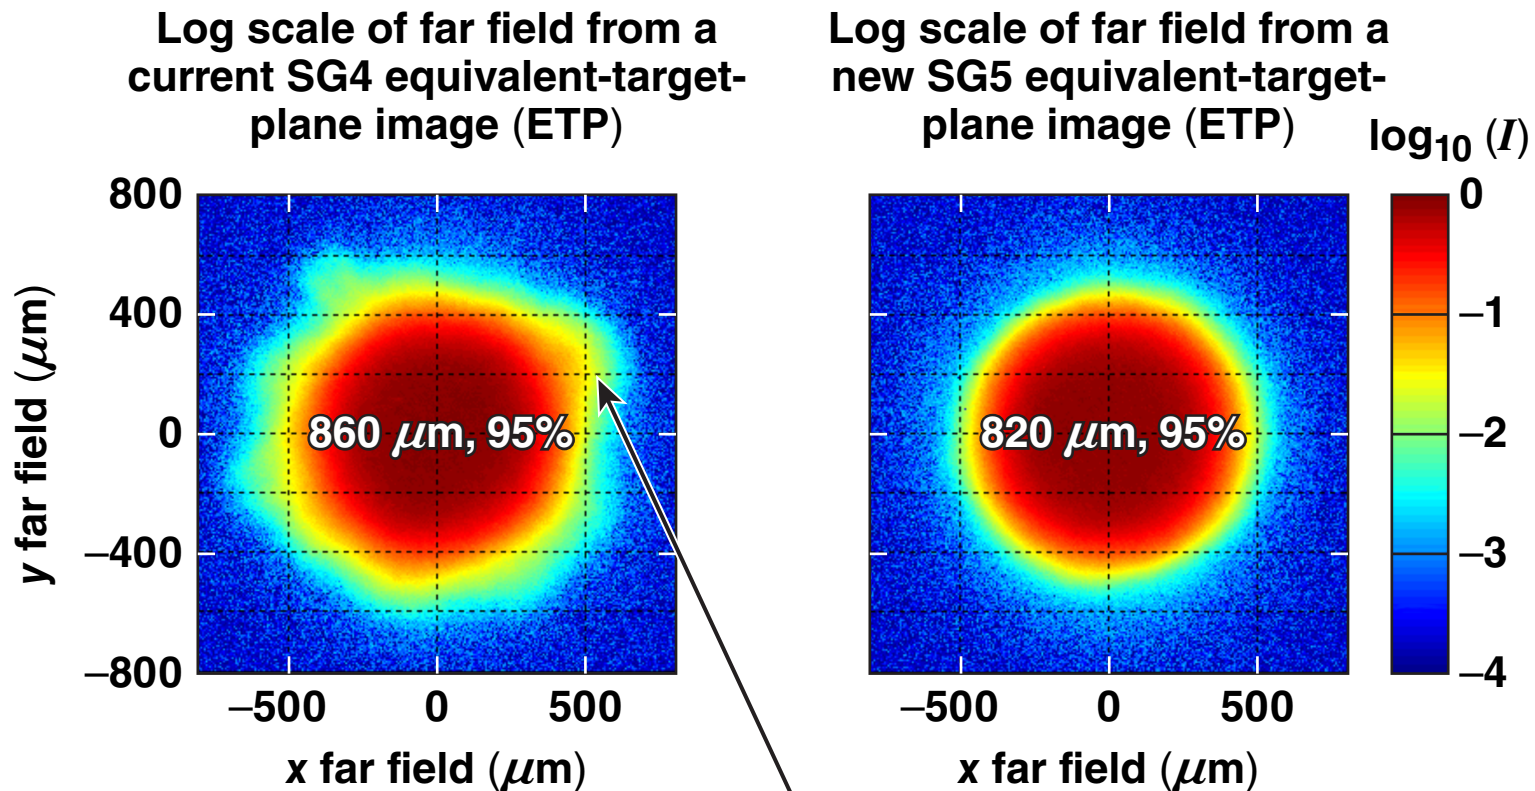 Log scale of far field from a
current SG4 equivalent-target-
plane image (ETP)
Log scale of far field from a
new SG5 equivalent-target-
plane image (ETP)
log10 (I)
800
400
0
–400
–800
y far field (μm)
860 μm, 95%
–500 0 500
x far field (μm)
820 μm, 95%
–500 0 500
x far field (μm)
0
–1
–2
–3
–4